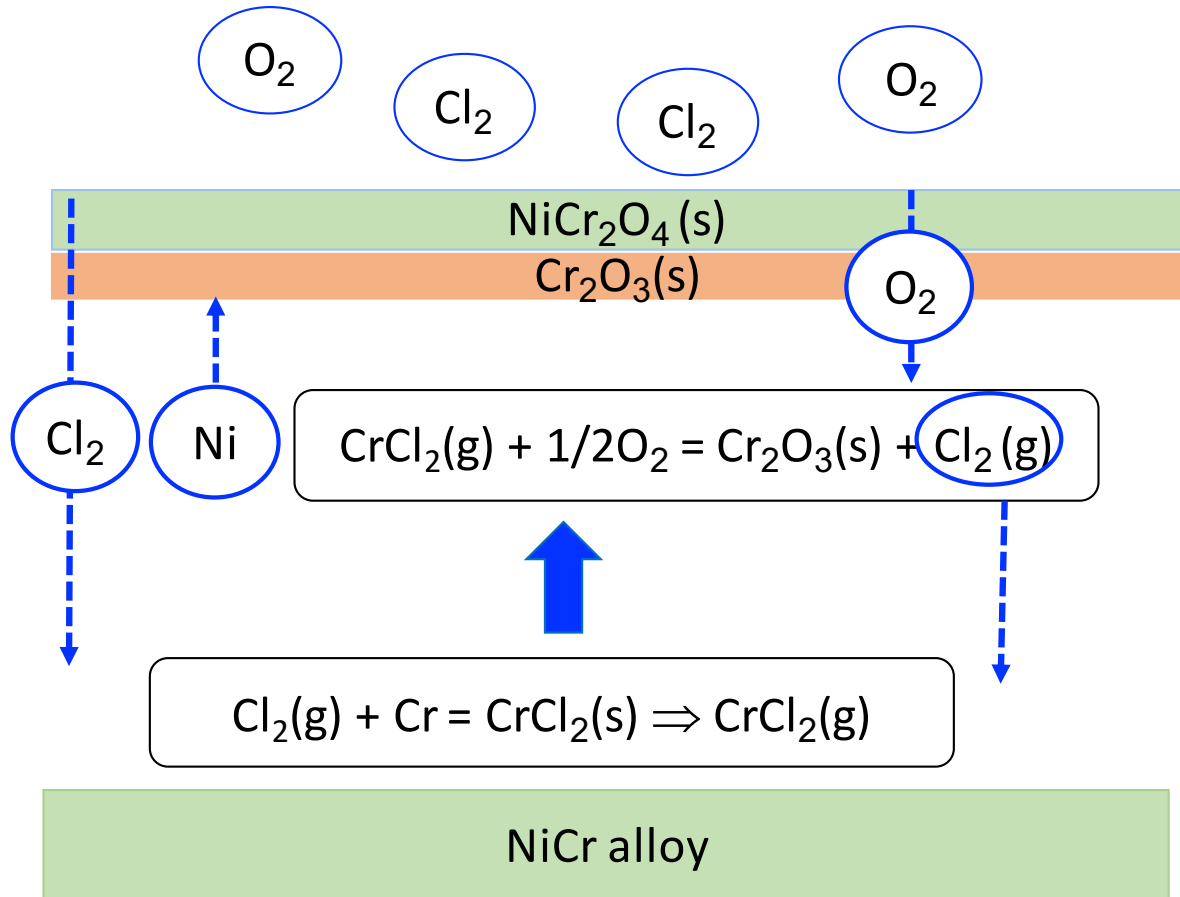 O₂
Cl₂
Cl₂
O₂
NiCr₂O₄ (s)
Cr₂O₃(s)
O₂
Cl₂
Ni
CrCl₂(g) + 1/2O₂ = Cr₂O₃(s) + Cl₂ (g)
Cl₂(g) + Cr = CrCl₂(s) ⇒ CrCl₂(g)
NiCr alloy